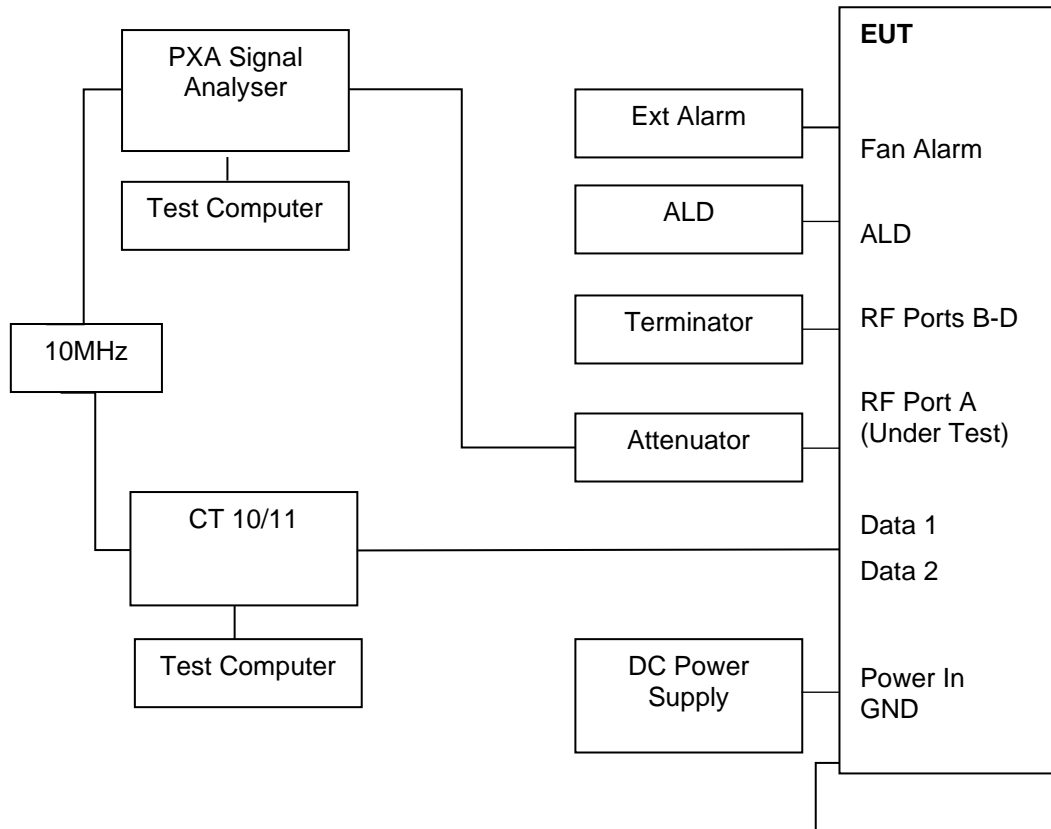 PXA Signal
Analyser
Test Computer
10MHz
CT 10/11
Test Computer
Ext Alarm
ALD
Terminator
Attenuator
DC Power
Supply
EUT
Fan Alarm
ALD
RF Ports B-D
RF Port A
(Under Test)
Data 1
Data 2
Power In
GND